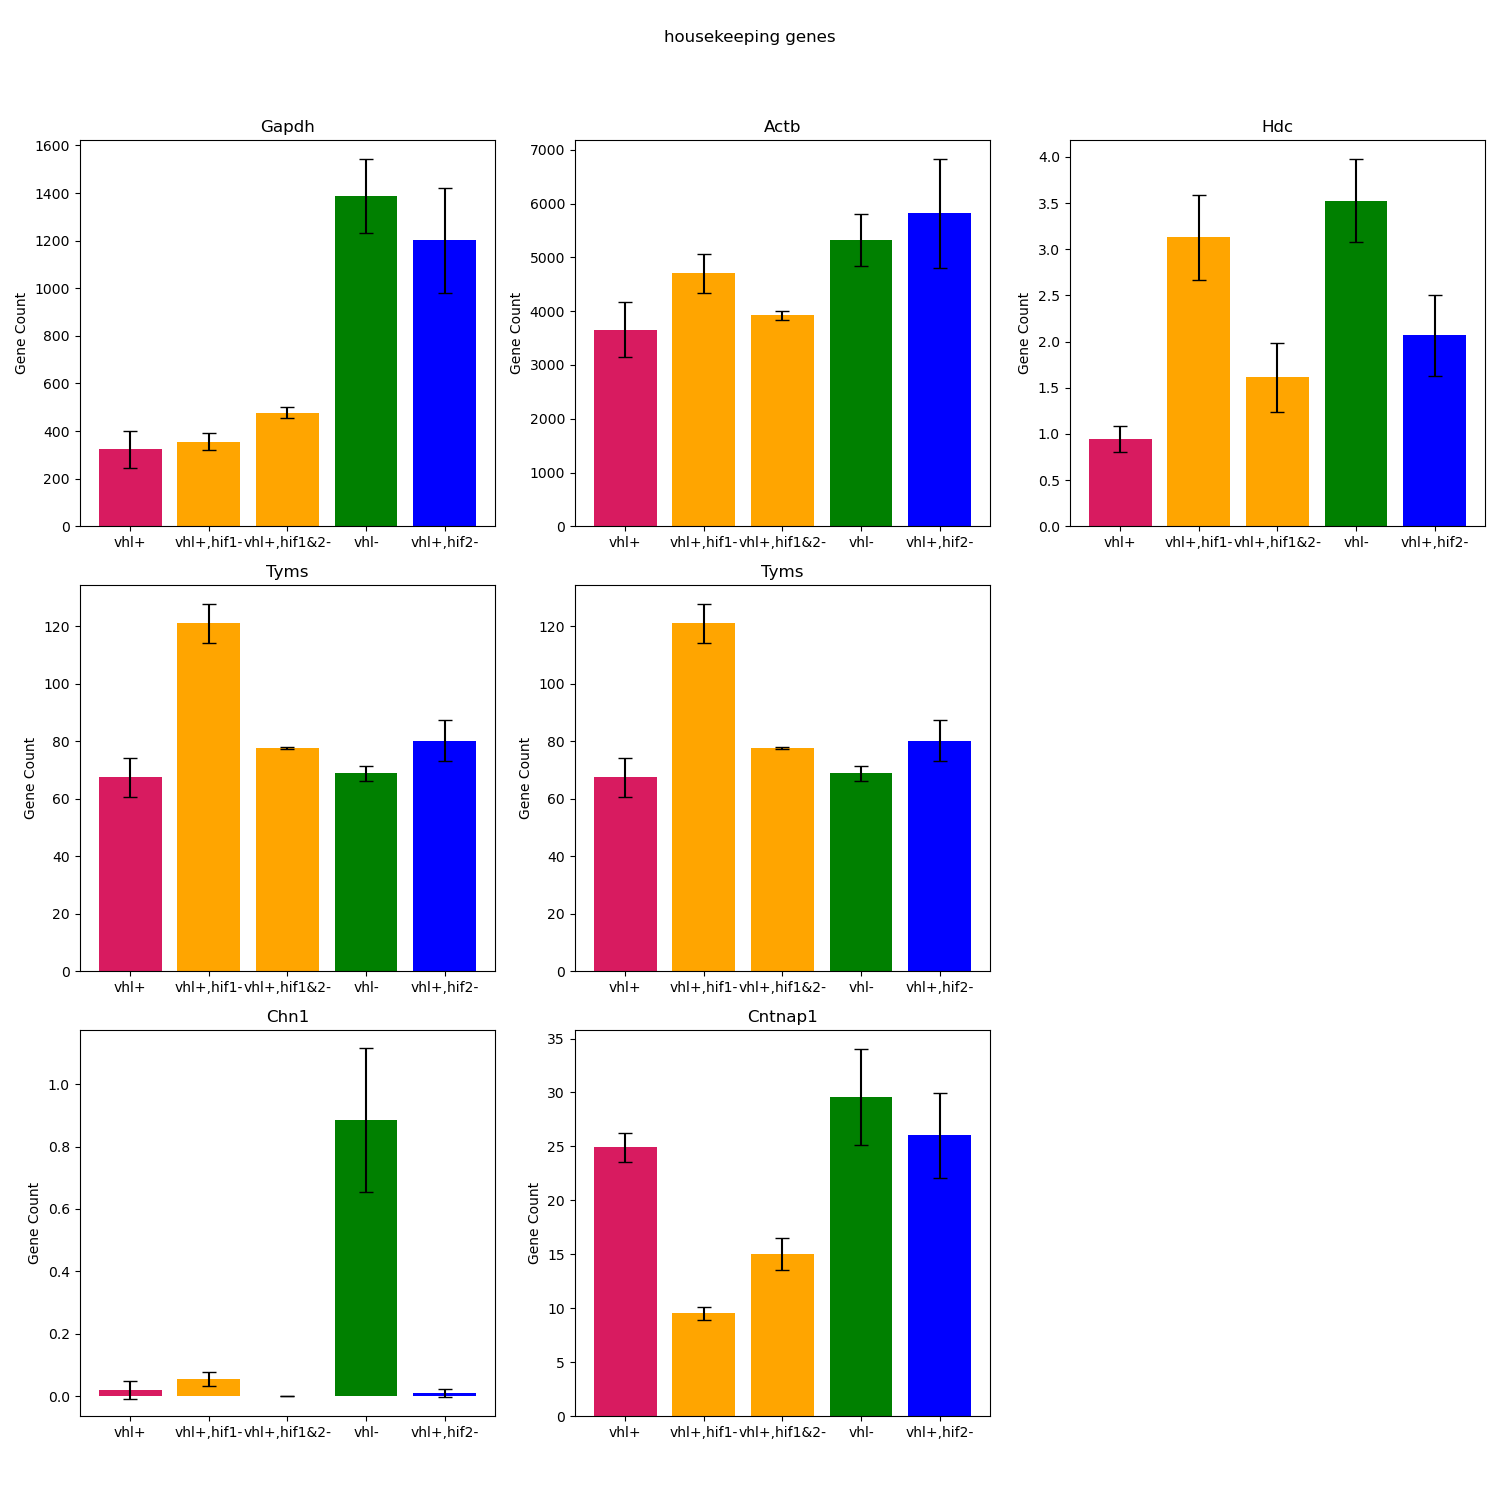 housekeeping genes
Gapdh
Gene Count
1600
1400
1200
1000
800
600
400
200
0
vhl+ vhl+,hif1- vhl+,hif1&2- vhl- vhl+,hif2-
Actb
Gene Count
7000
6000
5000
4000
3000
2000
1000
0
vhl+ vhl+,hif1- vhl+,hif1&2- vhl- vhl+,hif2-
Hdc
Gene Count
4.0
3.5
3.0
2.5
2.0
1.5
1.0
0.5
0.0
vhl+ vhl+,hif1- vhl+,hif1&2- vhl- vhl+,hif2-
Tyms
Gene Count
120
100
80
60
40
20
0
vhl+ vhl+,hif1- vhl+,hif1&2- vhl- vhl+,hif2-
Tyms
Gene Count
120
100
80
60
40
20
0
vhl+ vhl+,hif1- vhl+,hif1&2- vhl- vhl+,hif2-
Chn1
Gene Count
1.0
0.8
0.6
0.4
0.2
0.0
vhl+ vhl+,hif1- vhl+,hif1&2- vhl- vhl+,hif2-
Cntnap1
Gene Count
35
30
25
20
15
10
5
0
vhl+ vhl+,hif1- vhl+,hif1&2- vhl- vhl+,hif2-